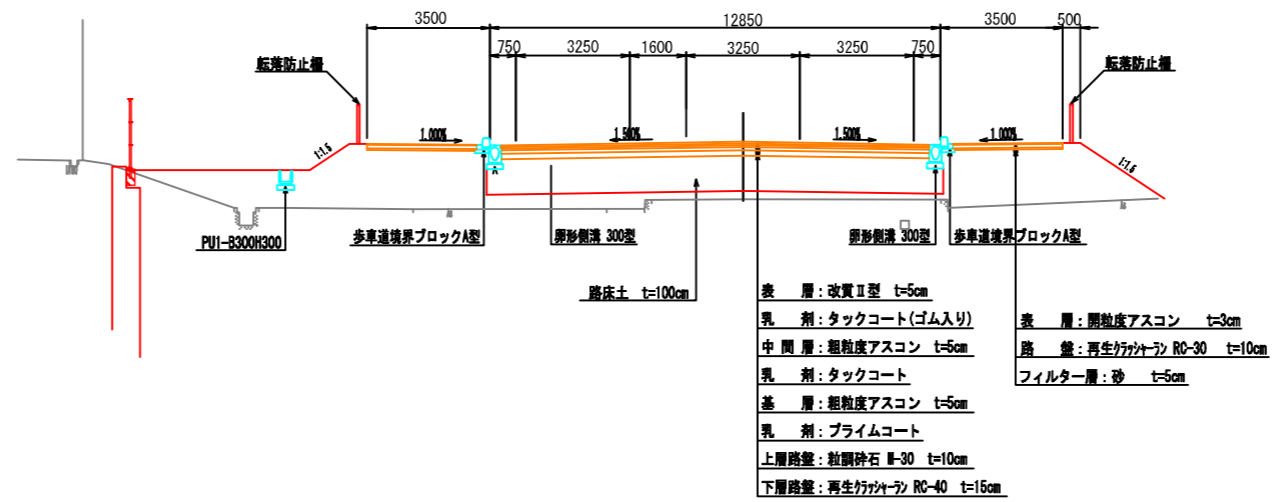 3500 12850 3500 500
750 3250 1600 3250 3250 750
転落防止柵 転落防止柵
1.000% 1.500% 1.500% 1.000%
1:1.5 1:1.5
PU1-B300H300 歩車道境界ブロックA型 卵形側溝 300型 卵形側溝 300型 歩車道境界ブロックA型
路床土 t=100cm
表 層:改質Ⅱ型 t=5cm
乳 剤:タックコート(ゴム入り)
中 間 層:粗粒度アスコン t=5cm
乳 剤:タックコート
基 層:粗粒度アスコン t=5cm
乳 剤:プライムコート
上層路盤:粒調砕石 M-30 t=10cm
下層路盤:再生クラッシャーラン RC-40 t=15cm
表 層:開粒度アスコン t=3cm
路 盤:再生クラッシャーラン RC-30 t=10cm
フィルター層:砂 t=5cm